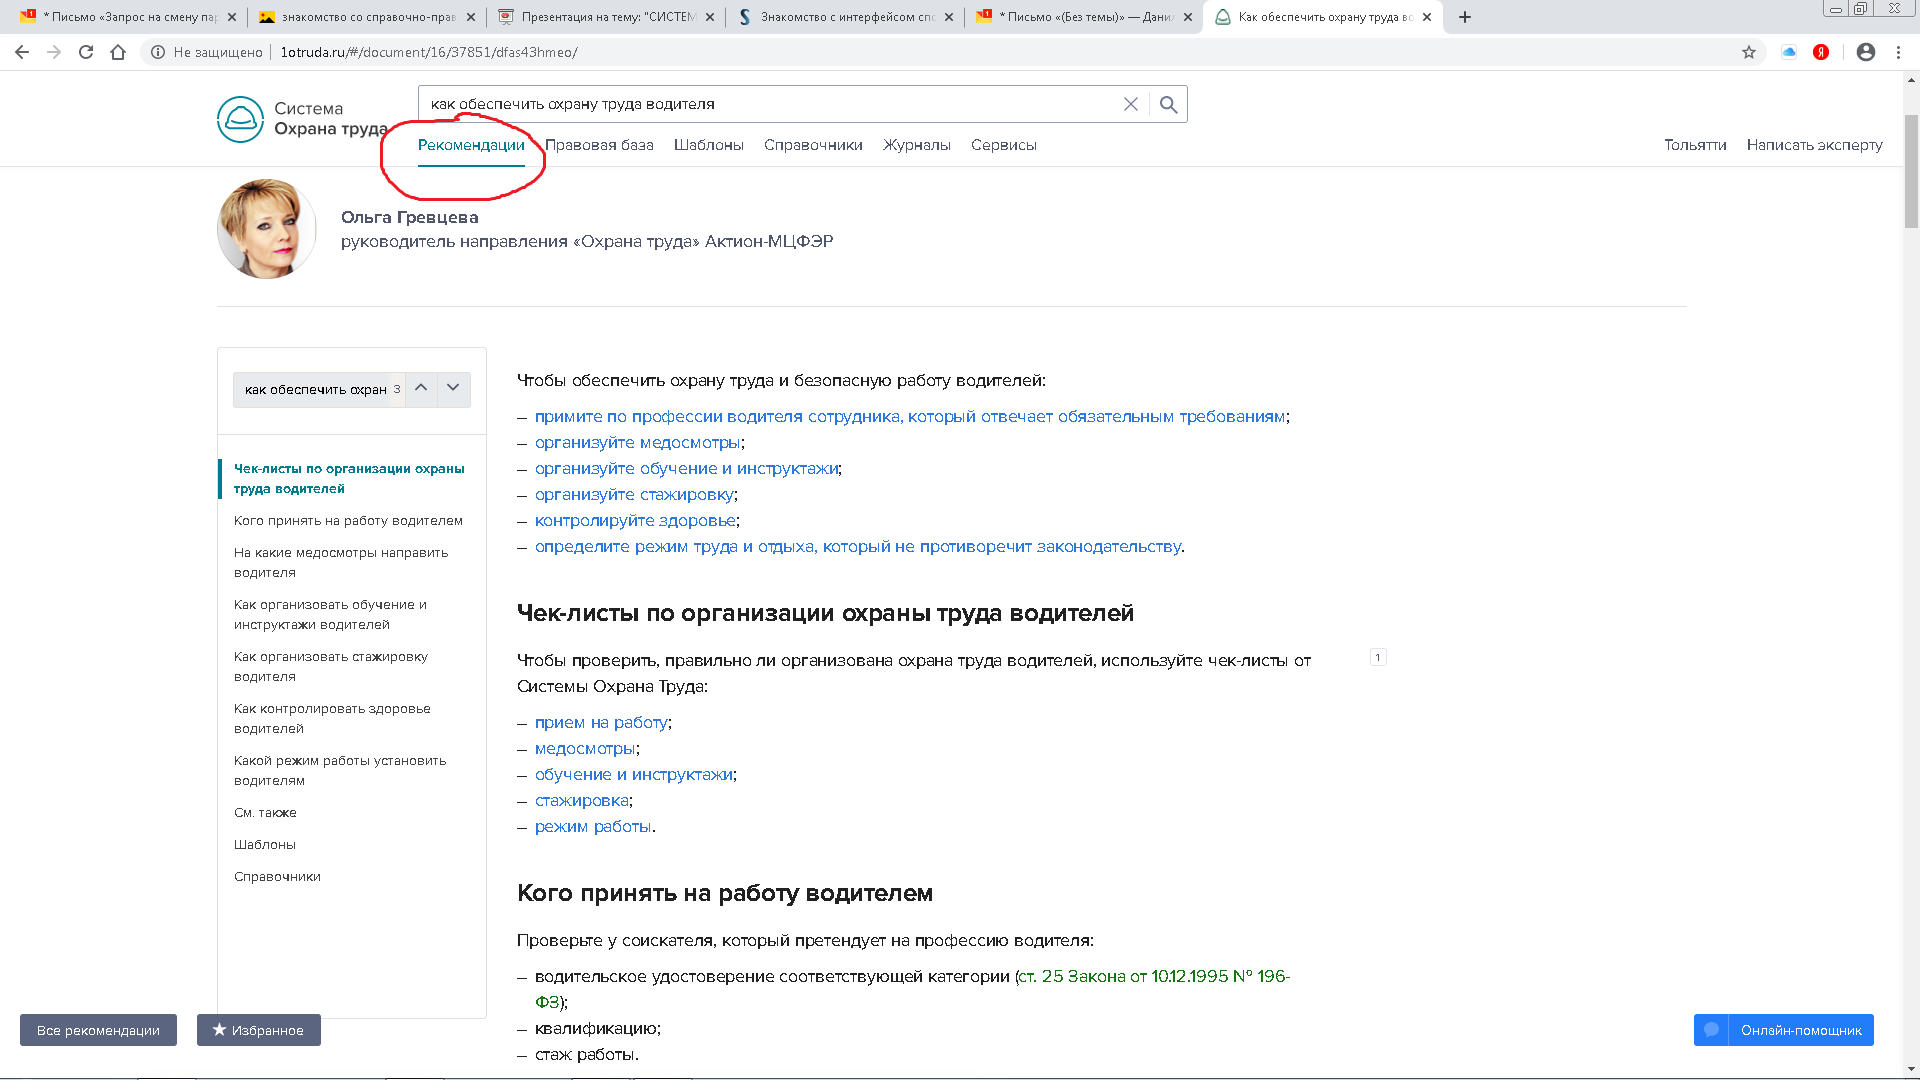 * Письмо «Запрос на смену пар
знакомство со справочно-прав
Презентация на тему: "СИСТЕМ
Знакомство с интерфейсом спс
* Письмо «(Без темы)» — Данил
Как обеспечить охрану труда во
Не защищено
1otruda.ru/#/document/16/37851/dfas43hmeo/
Система
Охрана труда
как обеспечить охрану труда водителя
Рекомендации
Правовая база
Шаблоны
Справочники
Журналы
Сервисы
Тольятти
Написать эксперту
Ольга Гревцева
руководитель направления «Охрана труда» Актион-МЦФЭР
как обеспечить охран 3
Чек-листы по организации охраны
труда водителей
Кого принять на работу водителем
На какие медосмотры направить
водителя
Как организовать обучение и
инструктажи водителей
Как организовать стажировку
водителя
Как контролировать здоровье
водителей
Какой режим работы установить
водителям
См. также
Шаблоны
Справочники
Чтобы обеспечить охрану труда и безопасную работу водителей:
– примите по профессии водителя сотрудника, который отвечает обязательным требованиям;
– организуйте медосмотры;
– организуйте обучение и инструктажи;
– организуйте стажировку;
– контролируйте здоровье;
– определите режим труда и отдыха, который не противоречит законодательству.
Чек-листы по организации охраны труда водителей
Чтобы проверить, правильно ли организована охрана труда водителей, используйте чек-листы от
Системы Охрана Труда:
1
– прием на работу;
– медосмотры;
– обучение и инструктажи;
– стажировка;
– режим работы.
Кого принять на работу водителем
Проверьте у соискателя, который претендует на профессию водителя:
– водительское удостоверение соответствующей категории (ст. 25 Закона от 10.12.1995 № 196-
ФЗ);
– квалификацию;
– стаж работы.
Все рекомендации
Избранное
Онлайн-помощник